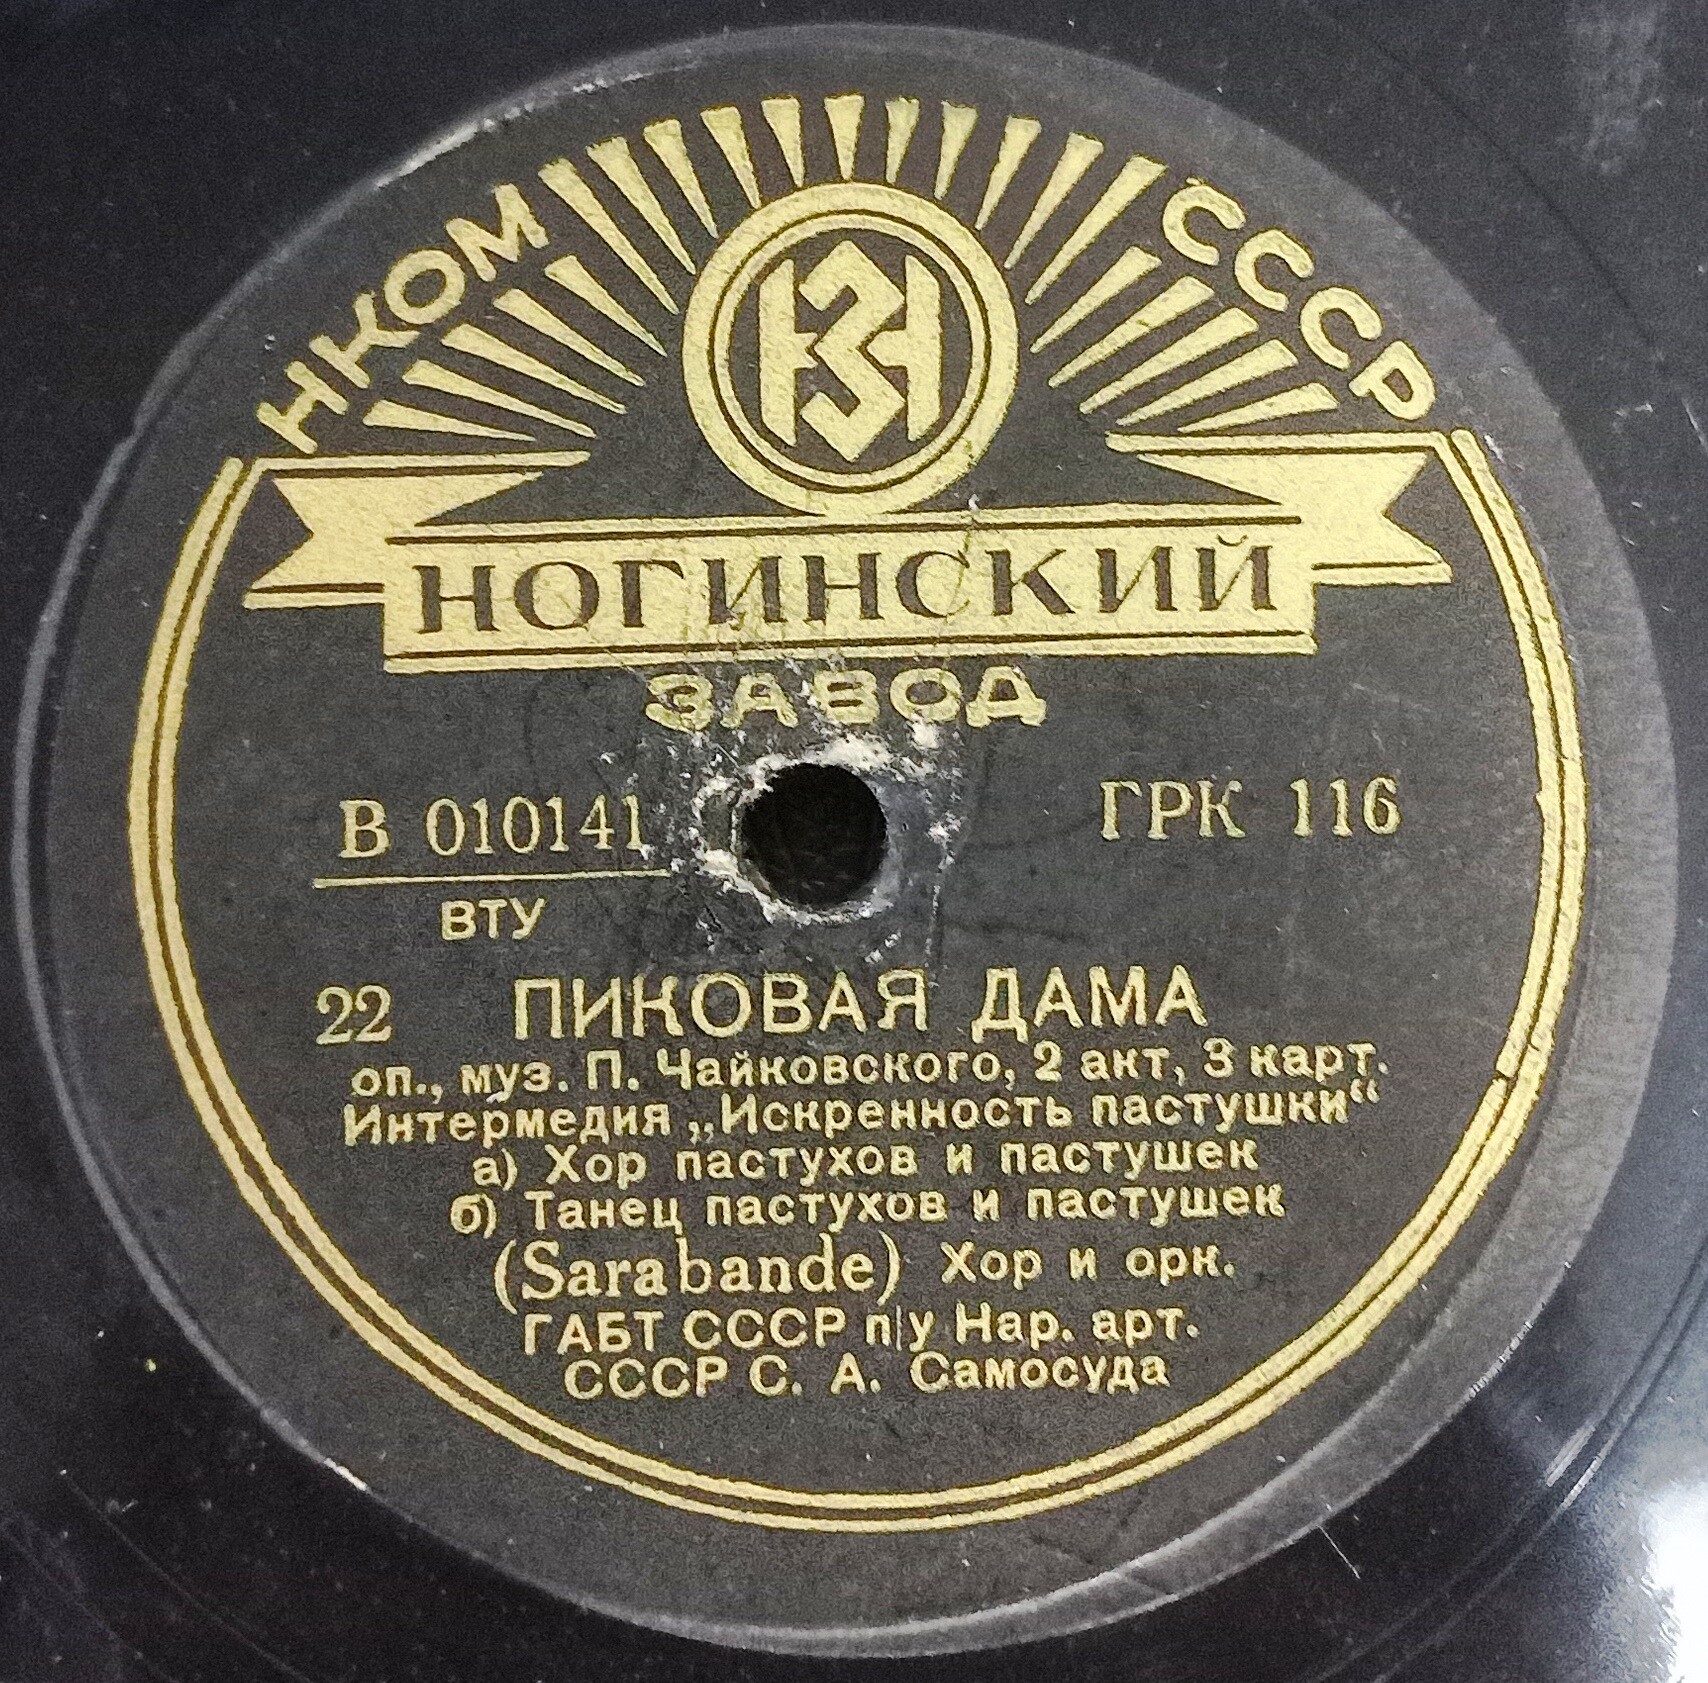 НКОМ СССР
НЗ
НОГИНСКИЙ
ЗАВОД
В 010141 ГРК 116
ВТУ
22 ПИКОВАЯ ДАМА
оп., муз. П. Чайковского, 2 акт, 3 карт.
Интермедия „Искренность пастушки“
а) Хор пастухов и пастушек
б) Танец пастухов и пастушек
(Sarabande) Хор и орк.
ГАБТ СССР п/у Нар. арт.
СССР С. А. Самосуда